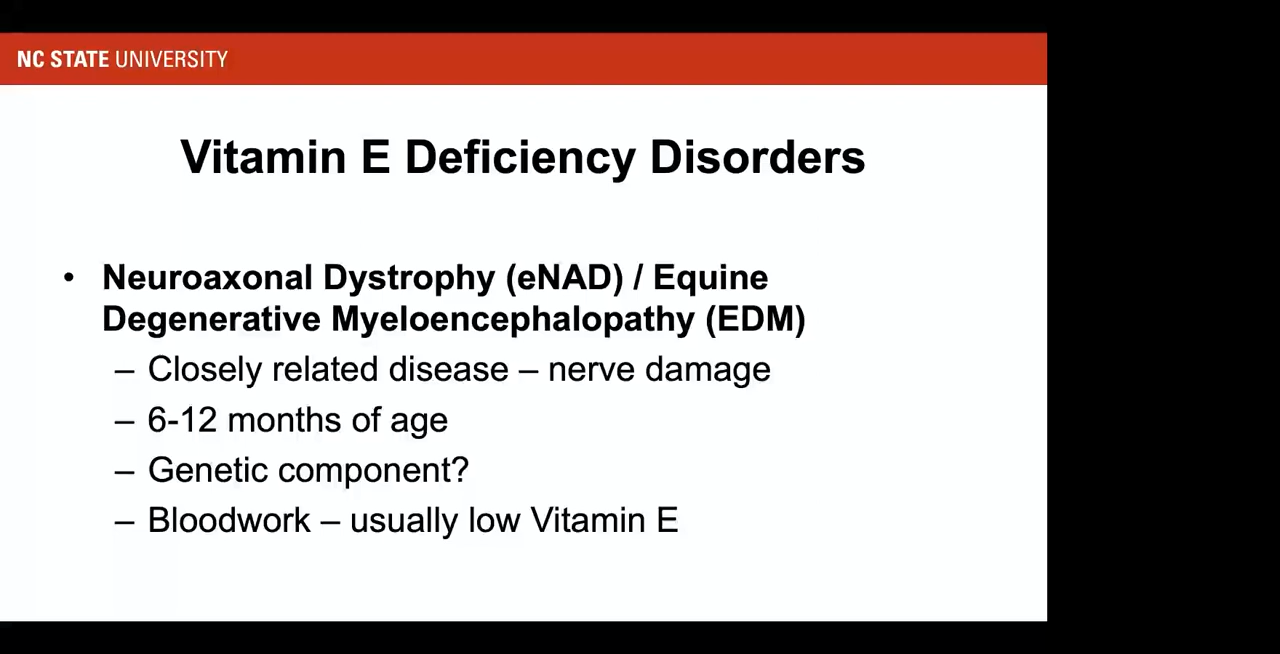 NC STATE UNIVERSITY
Vitamin E Deficiency Disorders
• Neuroaxonal Dystrophy (eNAD) / Equine
Degenerative Myeloencephalopathy (EDM)
– Closely related disease – nerve damage
– 6-12 months of age
– Genetic component?
– Bloodwork – usually low Vitamin E